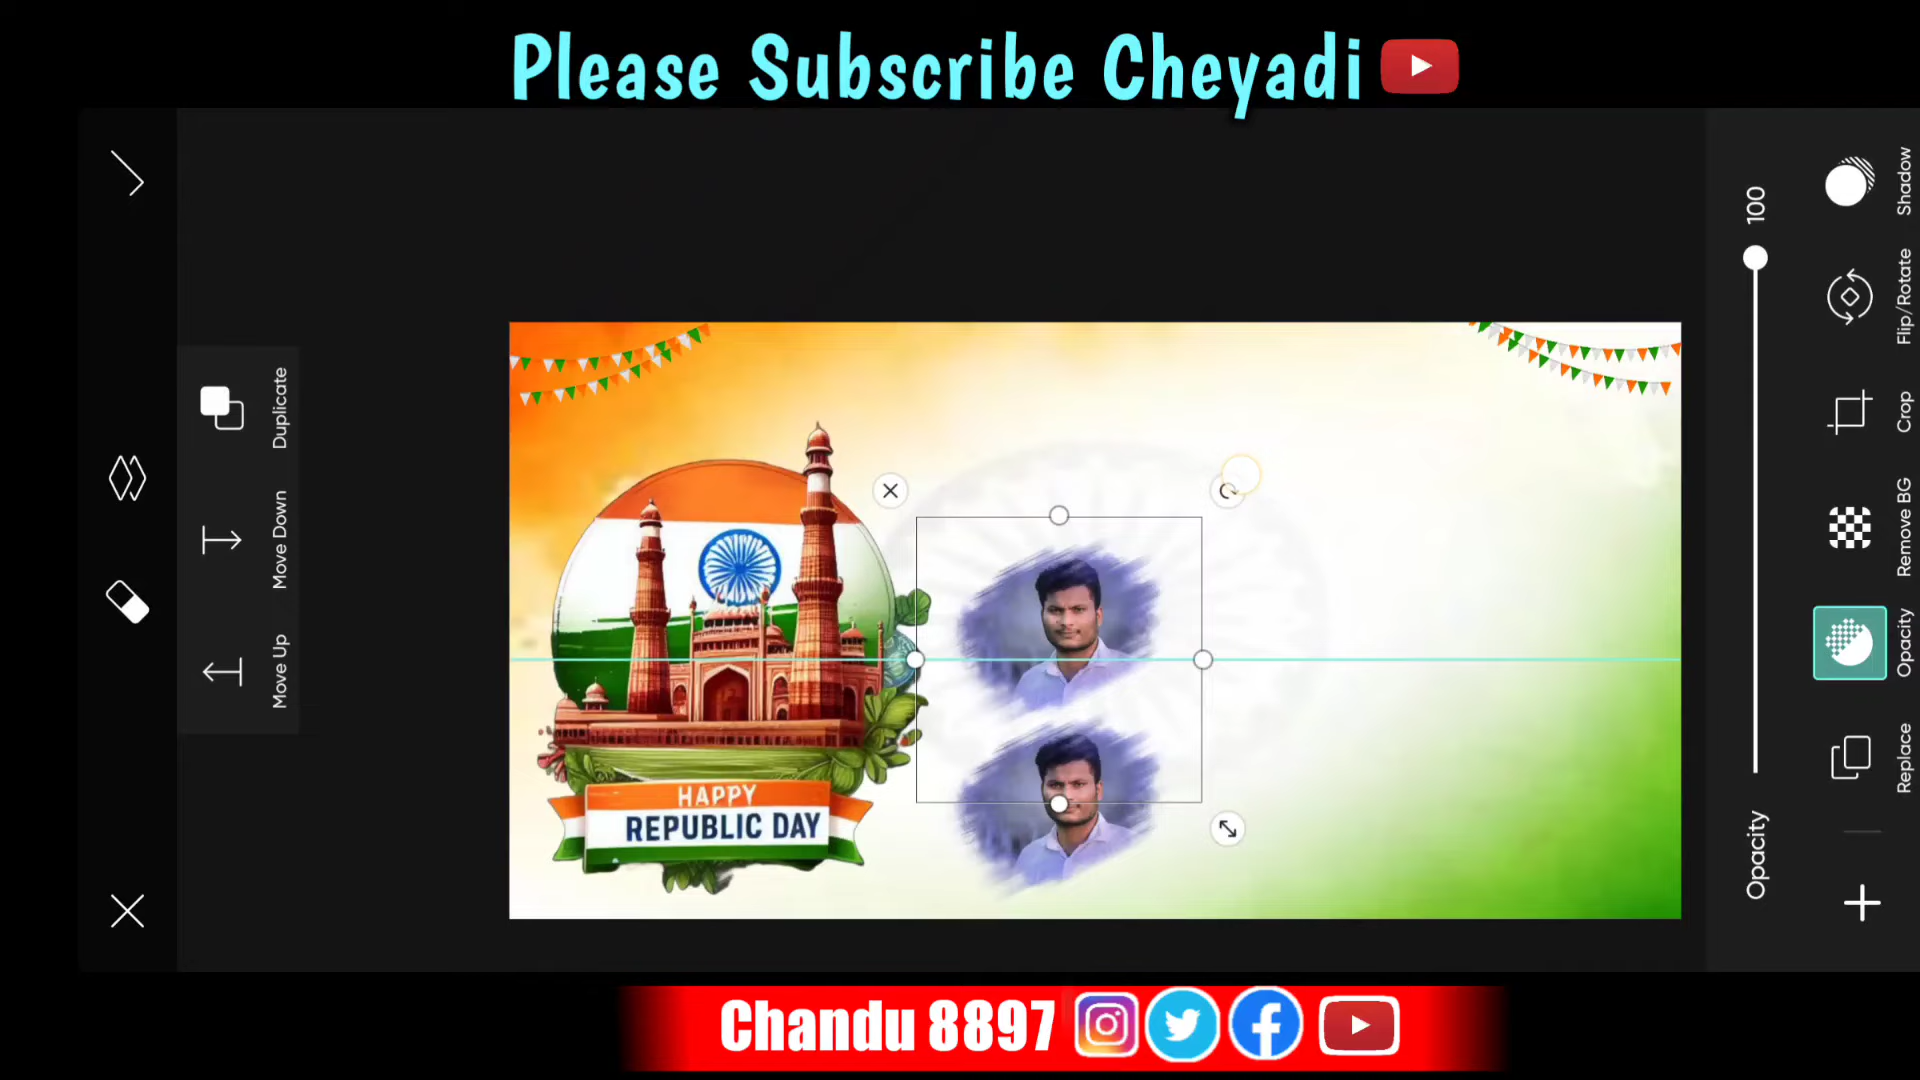 Please Subscribe Cheyadi
Duplicate
Move Down
Move Up
HAPPY
REPUBLIC DAY
100
Opacity
Shadow
Flip/Rotate
Crop
Remove BG
Opacity
Replace
Chandu 8897